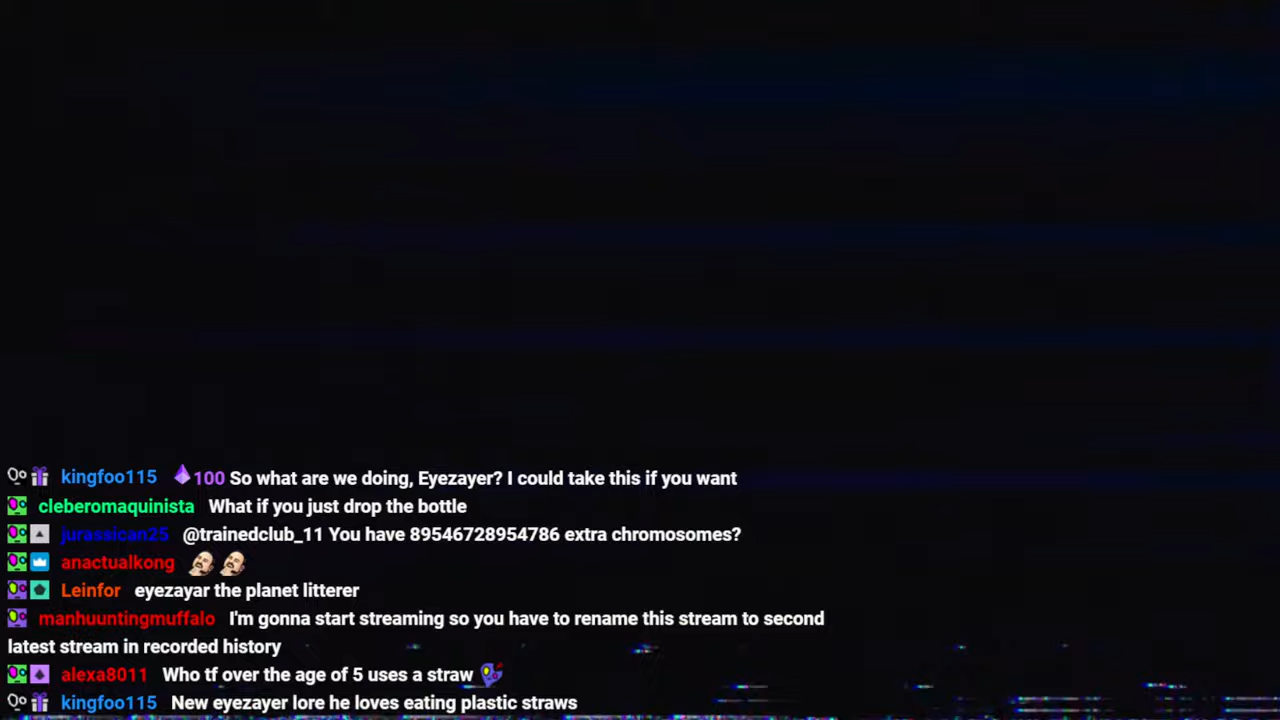 kingfoo115 100 So what are we doing, Eyezayer? I could take this if you want
cleberomaquinista What if you just drop the bottle
jurassican25 @trainedclub_11 You have 89546728954786 extra chromosomes?
anactualkong
Leinfor eyezayar the planet litterer
manhuuntingmuffalo I'm gonna start streaming so you have to rename this stream to second
latest stream in recorded history
alexa8011 Who tf over the age of 5 uses a straw
kingfoo115 New eyezayer lore he loves eating plastic straws